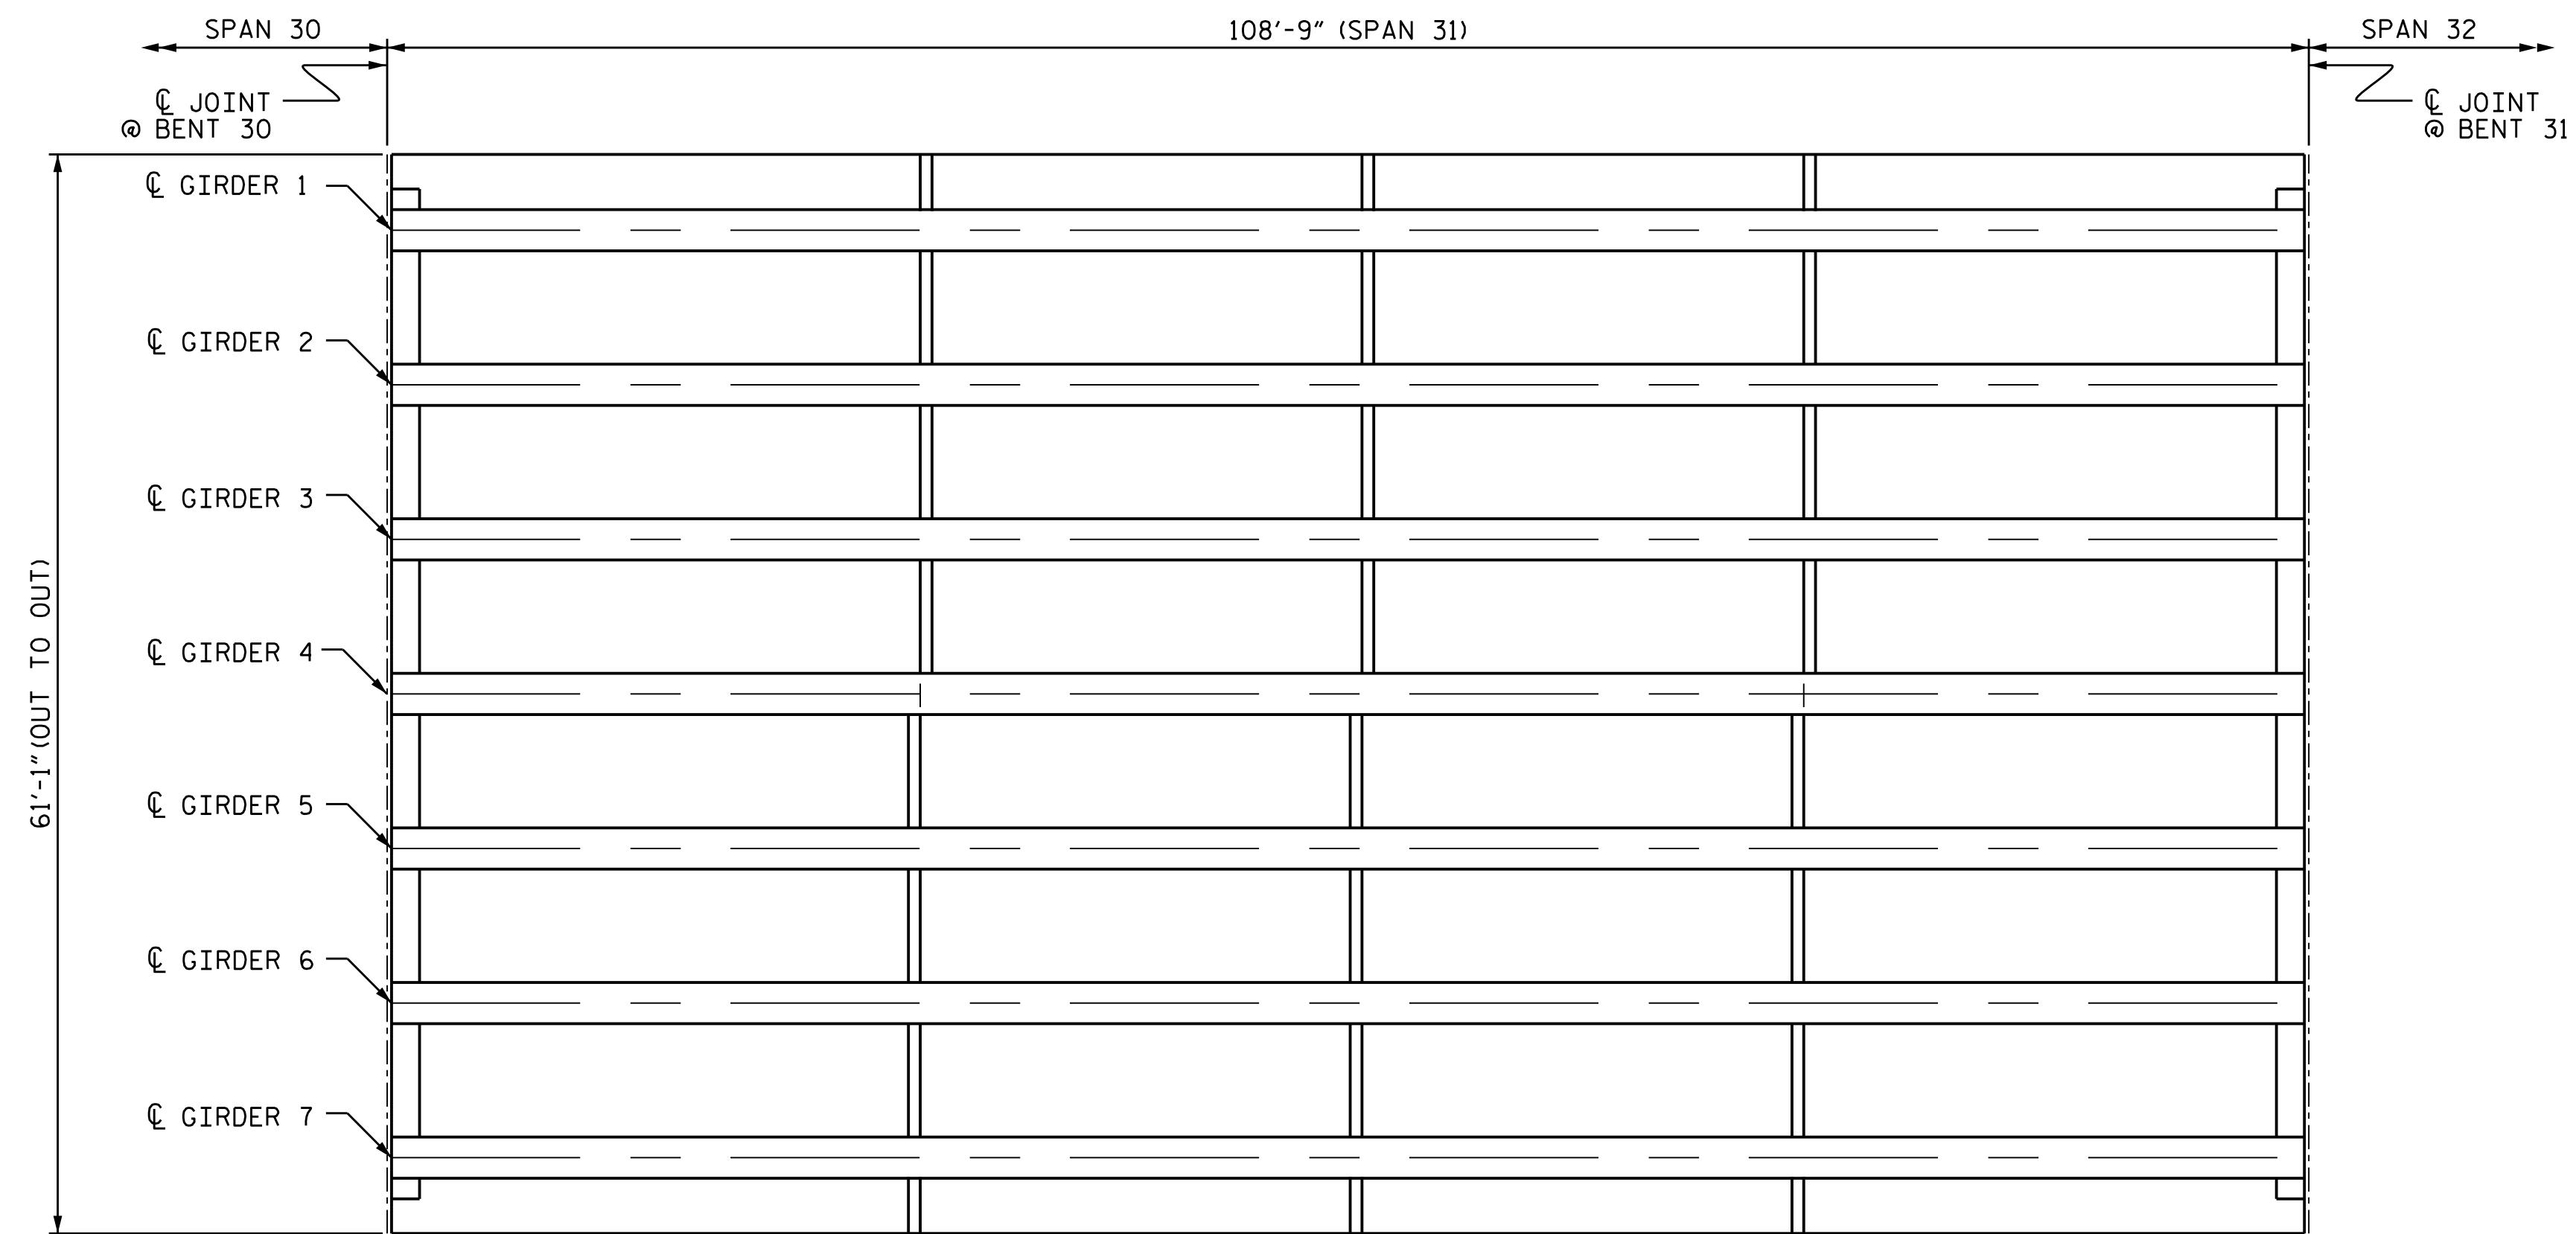 SPAN 30
108'-9" (SPAN 31)
SPAN 32
℄ JOINT
@ BENT 30
℄ JOINT
@ BENT 31
℄ GIRDER 1
℄ GIRDER 2
℄ GIRDER 3
℄ GIRDER 4
℄ GIRDER 5
℄ GIRDER 6
℄ GIRDER 7
61'-1"(OUT TO OUT)